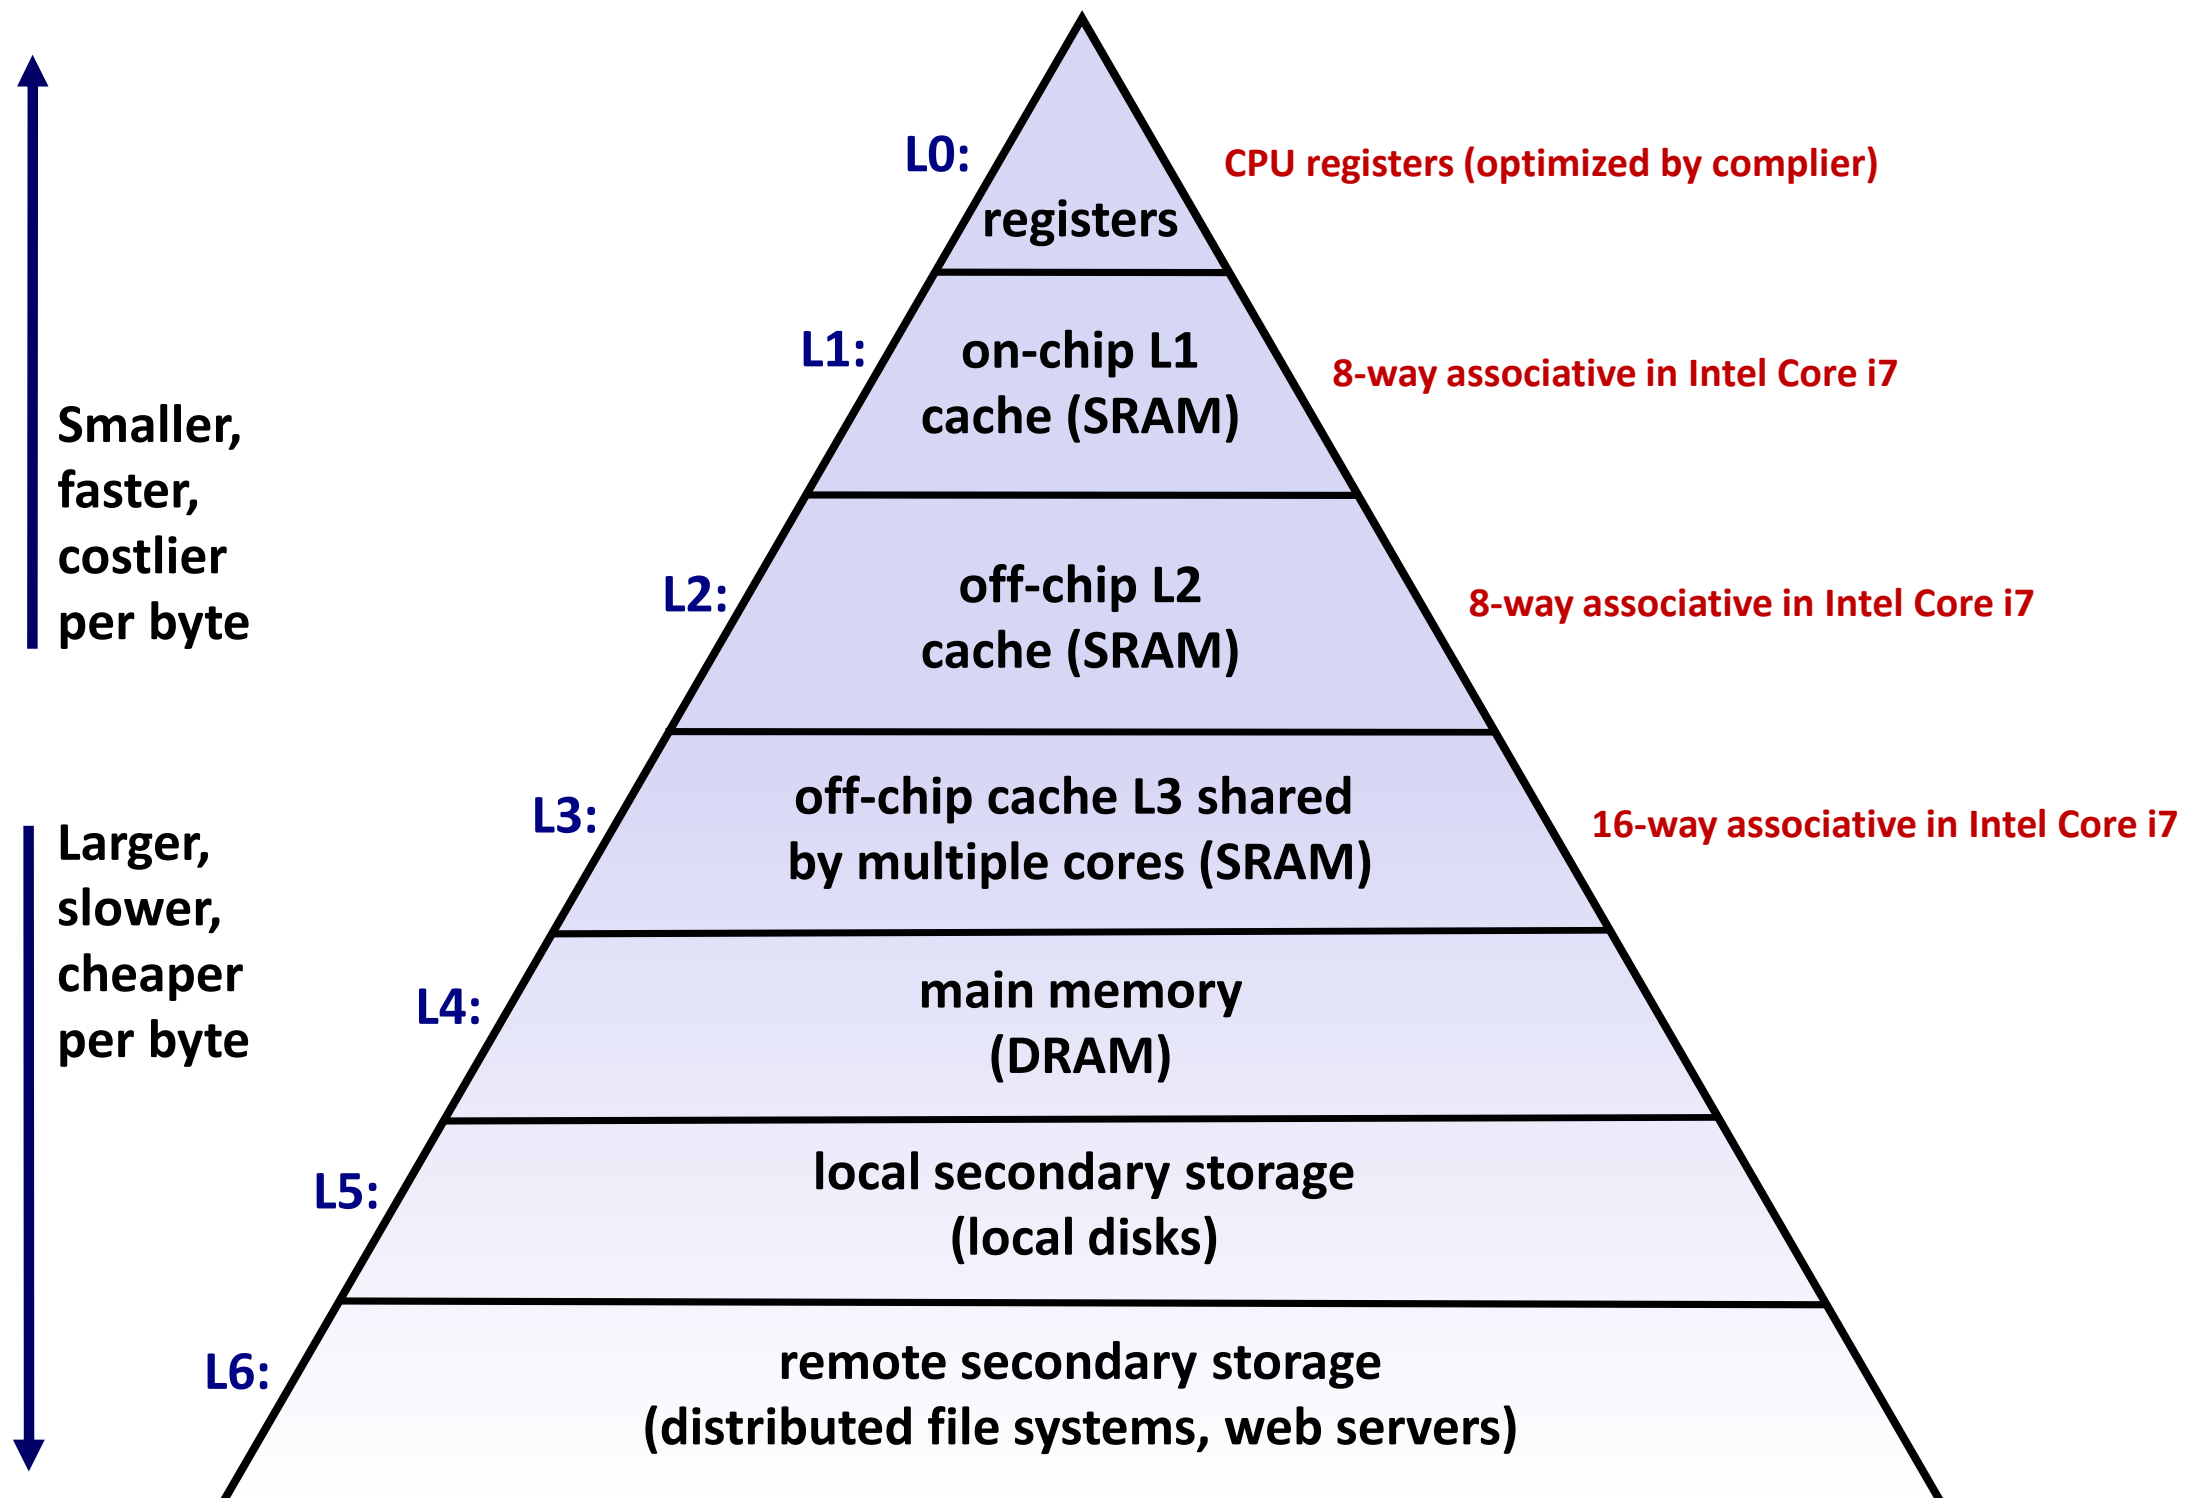 L0:
registers
CPU registers (optimized by complier)
L1:
on-chip L1
cache (SRAM)
8-way associative in Intel Core i7
Smaller,
faster,
costlier
per byte
L2:
off-chip L2
cache (SRAM)
8-way associative in Intel Core i7
L3:
off-chip cache L3 shared
by multiple cores (SRAM)
16-way associative in Intel Core i7
Larger,
slower,
cheaper
per byte
L4:
main memory
(DRAM)
L5:
local secondary storage
(local disks)
L6:
remote secondary storage
(distributed file systems, web servers)